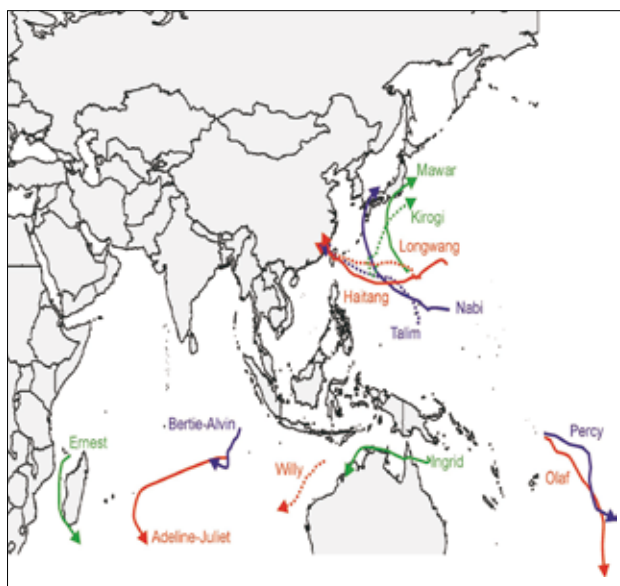 Mawar
Kirogi
Longwang
Haitang
Nabi
Talim
Bertie-Alvin
Percy
Ernest
Willy
Ingrid
Olaf
Adeline-Juliet